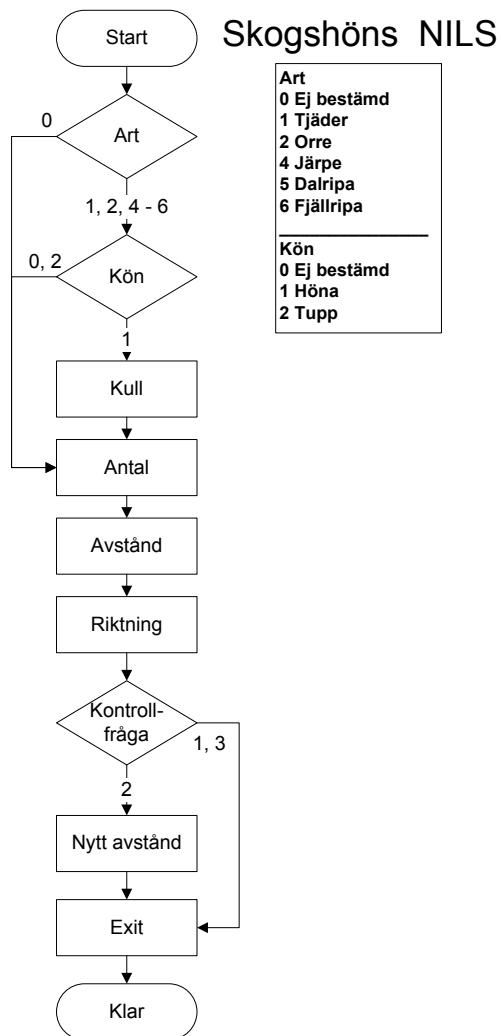 Skogshöns NILS
Start
Art
0 Ej bestämd
1 Tjäder
2 Orre
4 Järpe
5 Dalripa
6 Fjällripa
Kön
0 Ej bestämd
1 Höna
2 Tupp
0
Art
1, 2, 4 - 6
0, 2
Kön
1
Kull
Antal
Avstånd
Riktning
Kontroll-
fråga
1, 3
2
Nytt avstånd
Exit
Klar